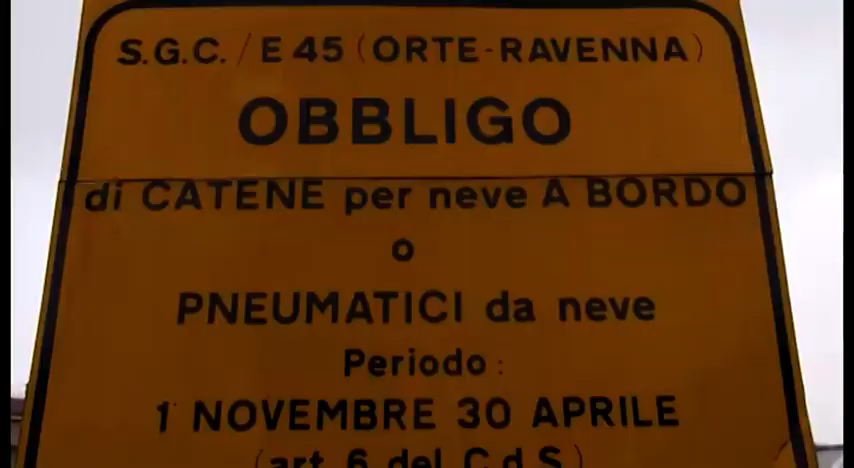 S.G.C. / E 45 (ORTE-RAVENNA)
OBBLIGO
di CATENE per neve A BORDO
o
PNEUMATICI da neve
Periodo :
1 NOVEMBRE 30 APRILE
(art. 6 del C.d.S.)